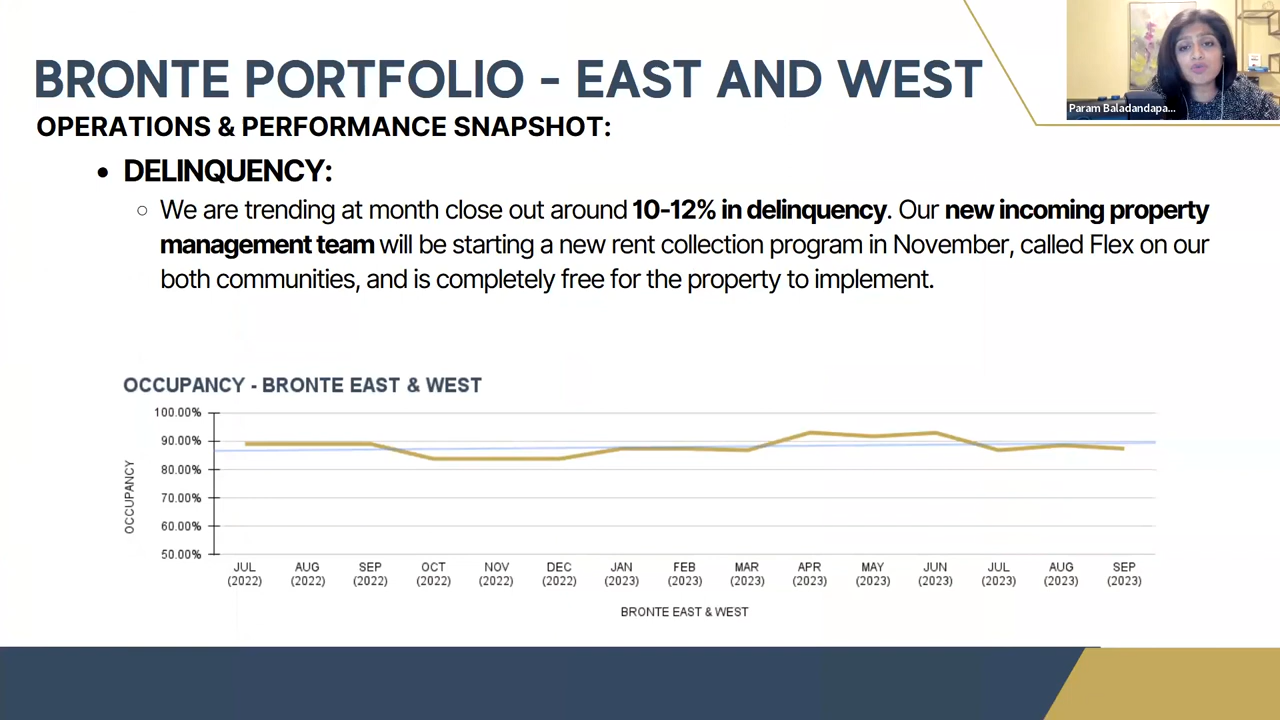 BRONTE PORTFOLIO - EAST AND WEST
Param Baladandapa...
OPERATIONS & PERFORMANCE SNAPSHOT:
• DELINQUENCY:
○ We are trending at month close out around 10-12% in delinquency. Our new incoming property
management team will be starting a new rent collection program in November, called Flex on our
both communities, and is completely free for the property to implement.
OCCUPANCY - BRONTE EAST & WEST
100.00%
90.00%
80.00%
70.00%
60.00%
50.00%
OCCUPANCY
JUL AUG SEP OCT NOV DEC JAN FEB MAR APR MAY JUN JUL AUG SEP
(2022) (2022) (2022) (2022) (2022) (2022) (2023) (2023) (2023) (2023) (2023) (2023) (2023) (2023) (2023)
BRONTE EAST & WEST